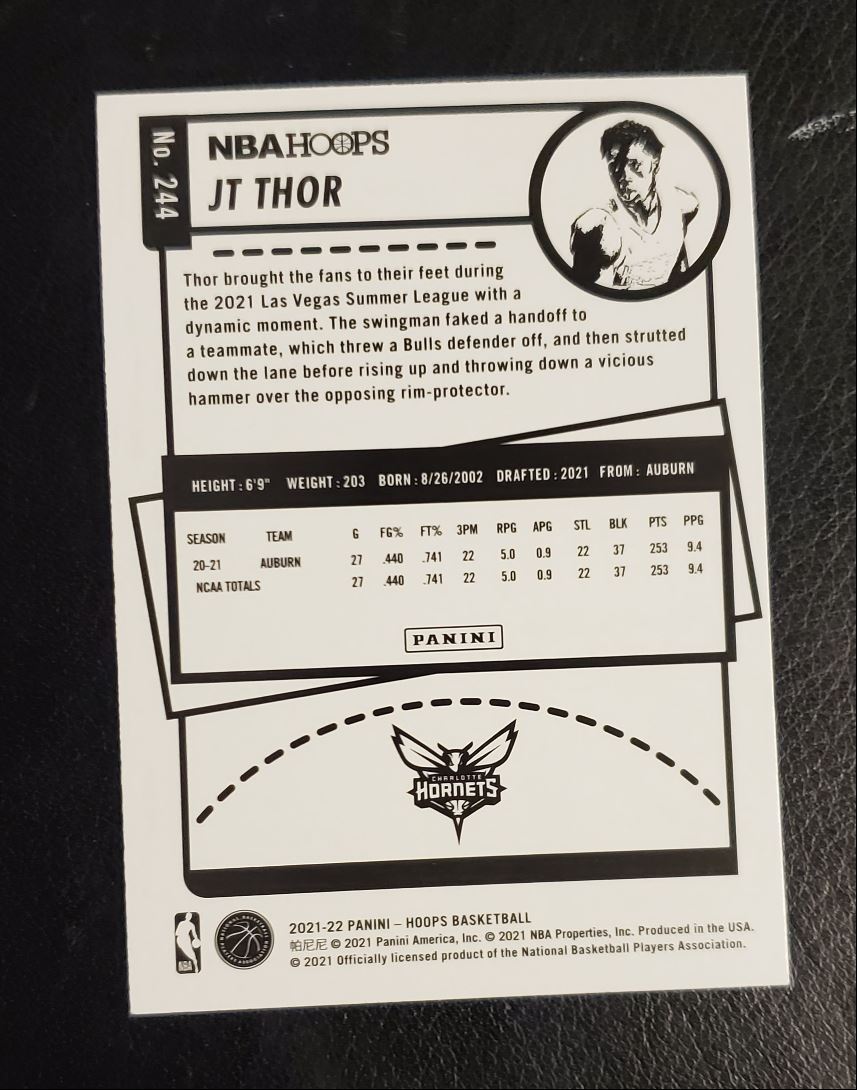 No. 244
NBA HOOPS
JT THOR
Thor brought the fans to their feet during
the 2021 Las Vegas Summer League with a
dynamic moment. The swingman faked a handoff to
a teammate, which threw a Bulls defender off, and then strutted
down the lane before rising up and throwing down a vicious
hammer over the opposing rim-protector.
HEIGHT: 6'9" WEIGHT: 203 BORN: 8/26/2002 DRAFTED: 2021 FROM: AUBURN
SEASON TEAM G FG% FT% 3PM RPG APG STL BLK PTS PPG
20-21 AUBURN 27 .440 .741 22 5.0 0.9 22 37 253 9.4
NCAA TOTALS 27 .440 .741 22 5.0 0.9 22 37 253 9.4
PANINI
CHARLOTTE
HORNETS
2021-22 PANINI – HOOPS BASKETBALL
帕尼尼 © 2021 Panini America, Inc. © 2021 NBA Properties, Inc. Produced in the USA.
© 2021 Officially licensed product of the National Basketball Players Association.
NBA